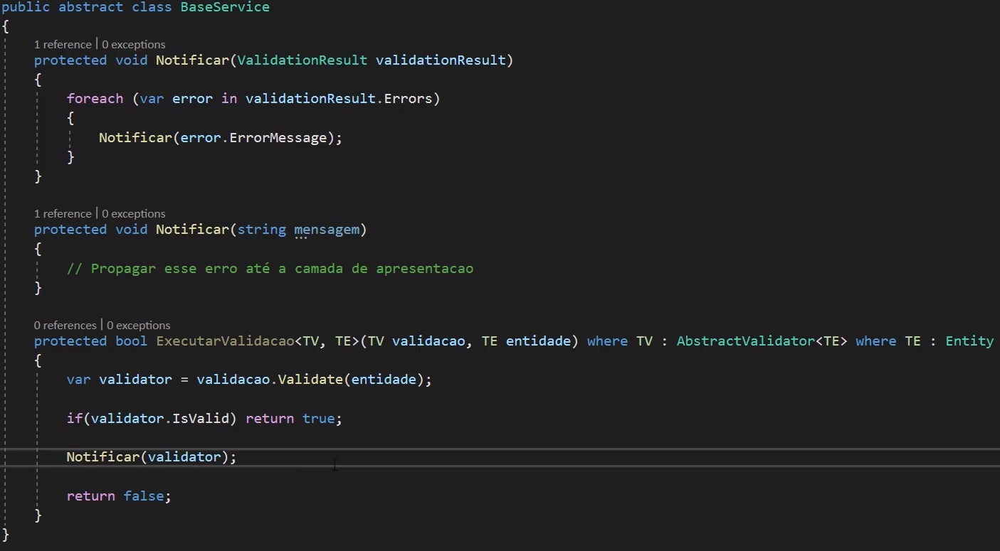 public abstract class BaseService
{
1 reference | 0 exceptions
protected void Notificar(ValidationResult validationResult)
{
foreach (var error in validationResult.Errors)
{
Notificar(error.ErrorMessage);
}
}
1 reference | 0 exceptions
protected void Notificar(string mensagem)
{
// Propagar esse erro até a camada de apresentacao
}
0 references | 0 exceptions
protected bool ExecutarValidacao<TV, TE>(TV validacao, TE entidade) where TV : AbstractValidator<TE> where TE : Entity
{
var validator = validacao.Validate(entidade);
if(validator.IsValid) return true;
Notificar(validator);
return false;
}
}